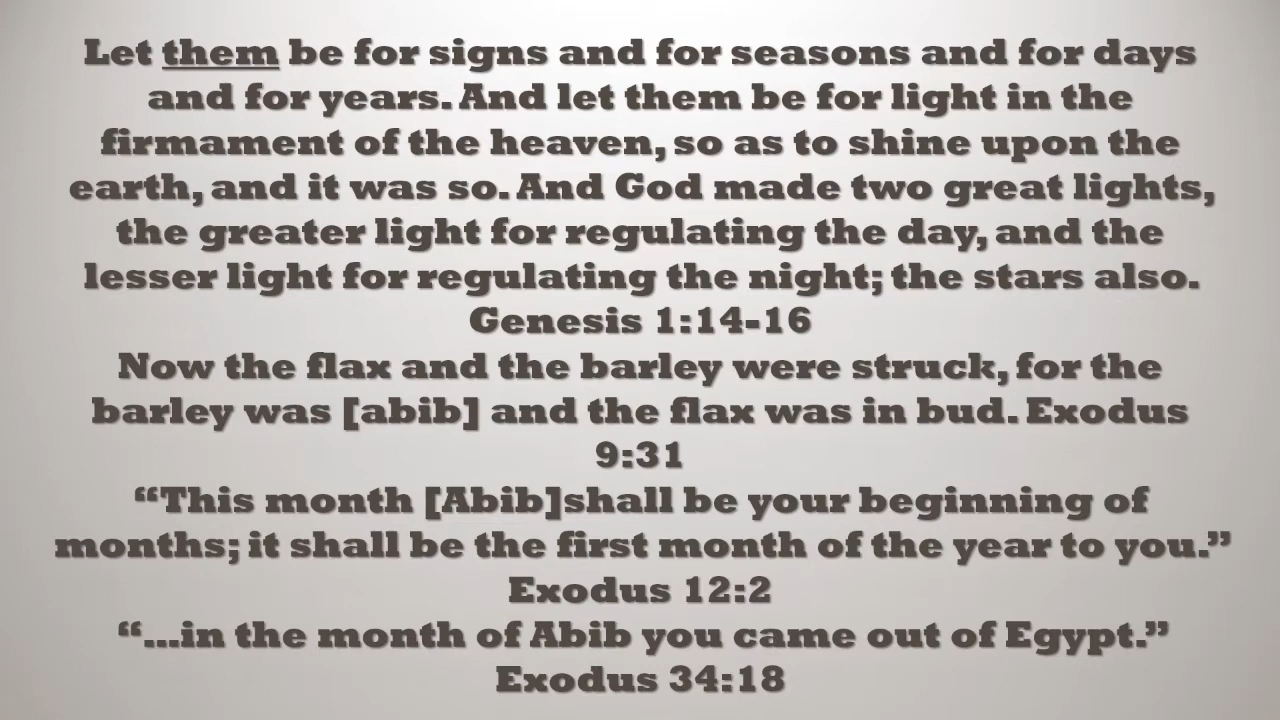 Let them be for signs and for seasons and for days
and for years. And let them be for light in the
firmament of the heaven, so as to shine upon the
earth, and it was so. And God made two great lights,
the greater light for regulating the day, and the
lesser light for regulating the night; the stars also.
Genesis 1:14-16
Now the flax and the barley were struck, for the
barley was [abib] and the flax was in bud. Exodus
9:31
“This month [Abib]shall be your beginning of
months; it shall be the first month of the year to you.”
Exodus 12:2
“...in the month of Abib you came out of Egypt.”
Exodus 34:18